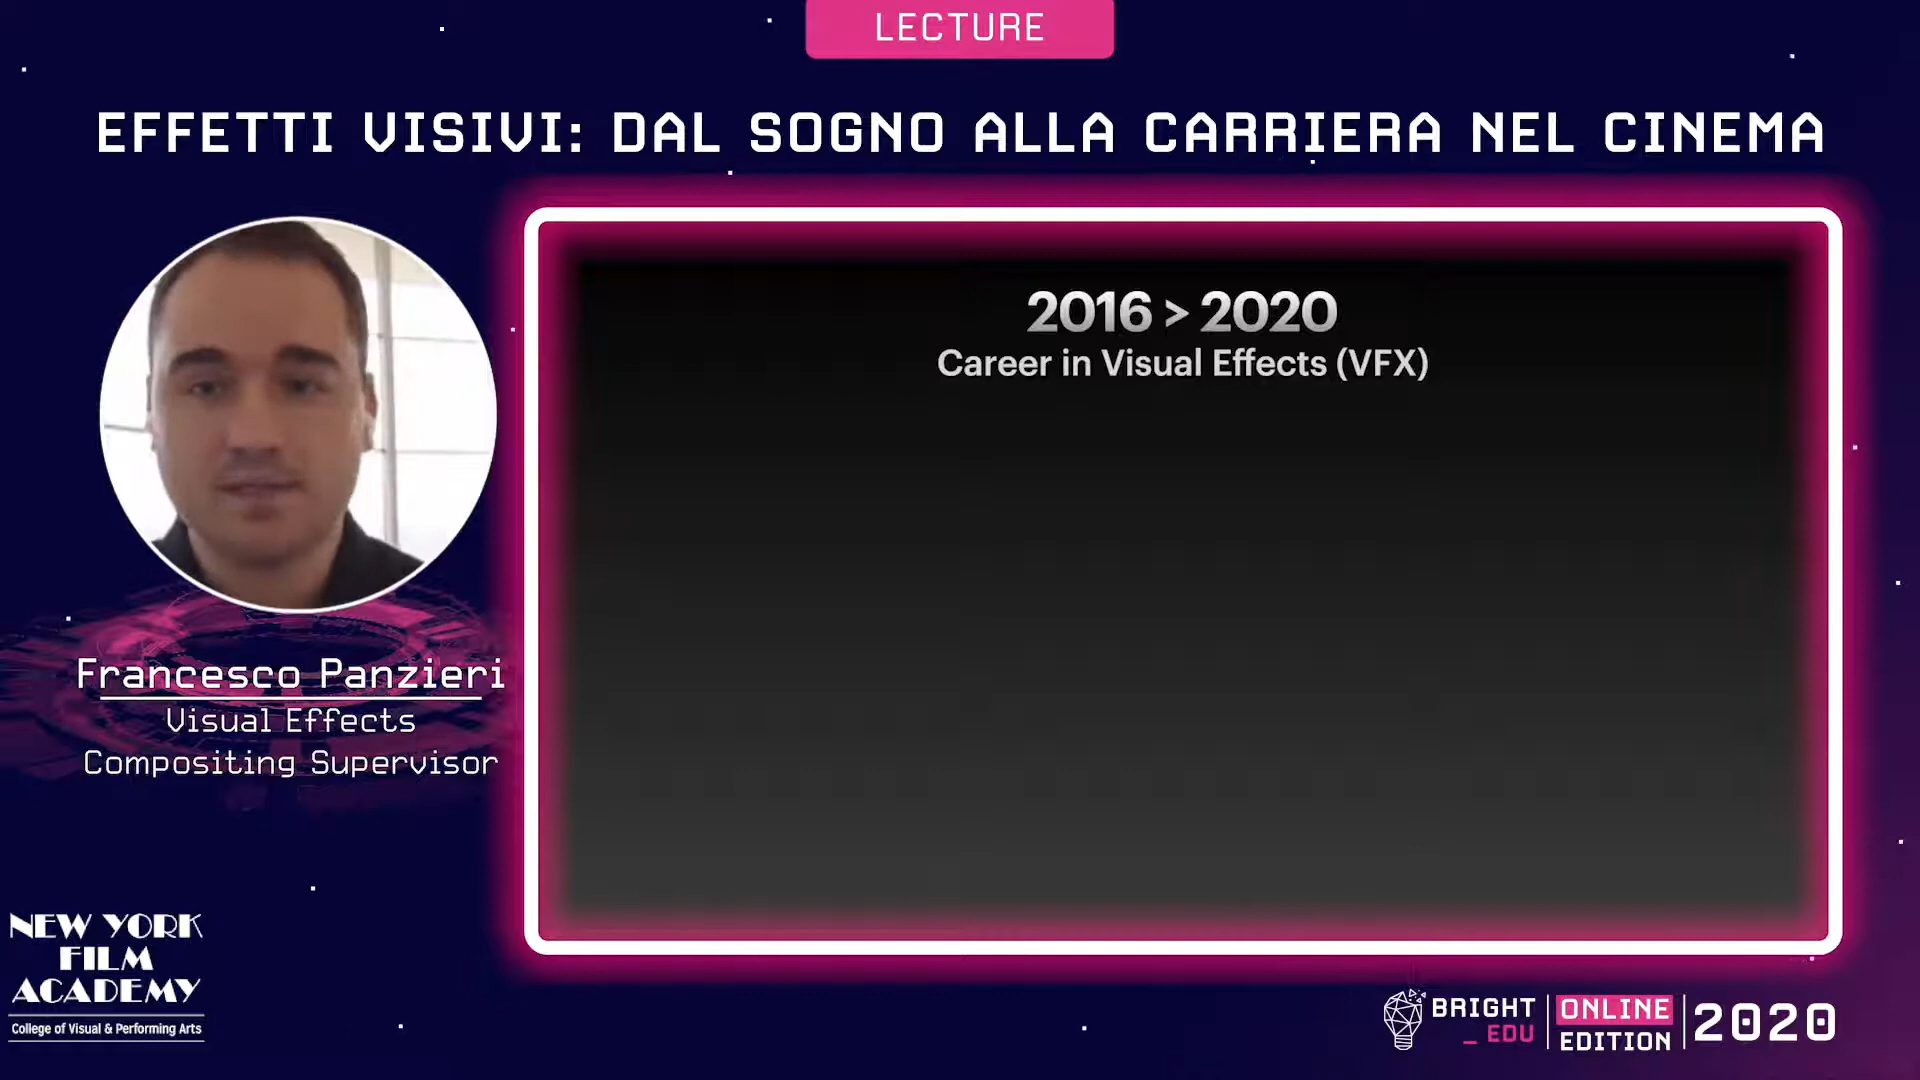 LECTURE
EFFETTI VISIVI: DAL SOGNO ALLA CARRIERA NEL CINEMA
2016 > 2020
Career in Visual Effects (VFX)
Francesco Panzieri
Visual Effects
Compositing Supervisor
NEW YORK
FILM
ACADEMY
College of Visual & Performing Arts
BRIGHT
_ EDU
ONLINE
EDITION
2020